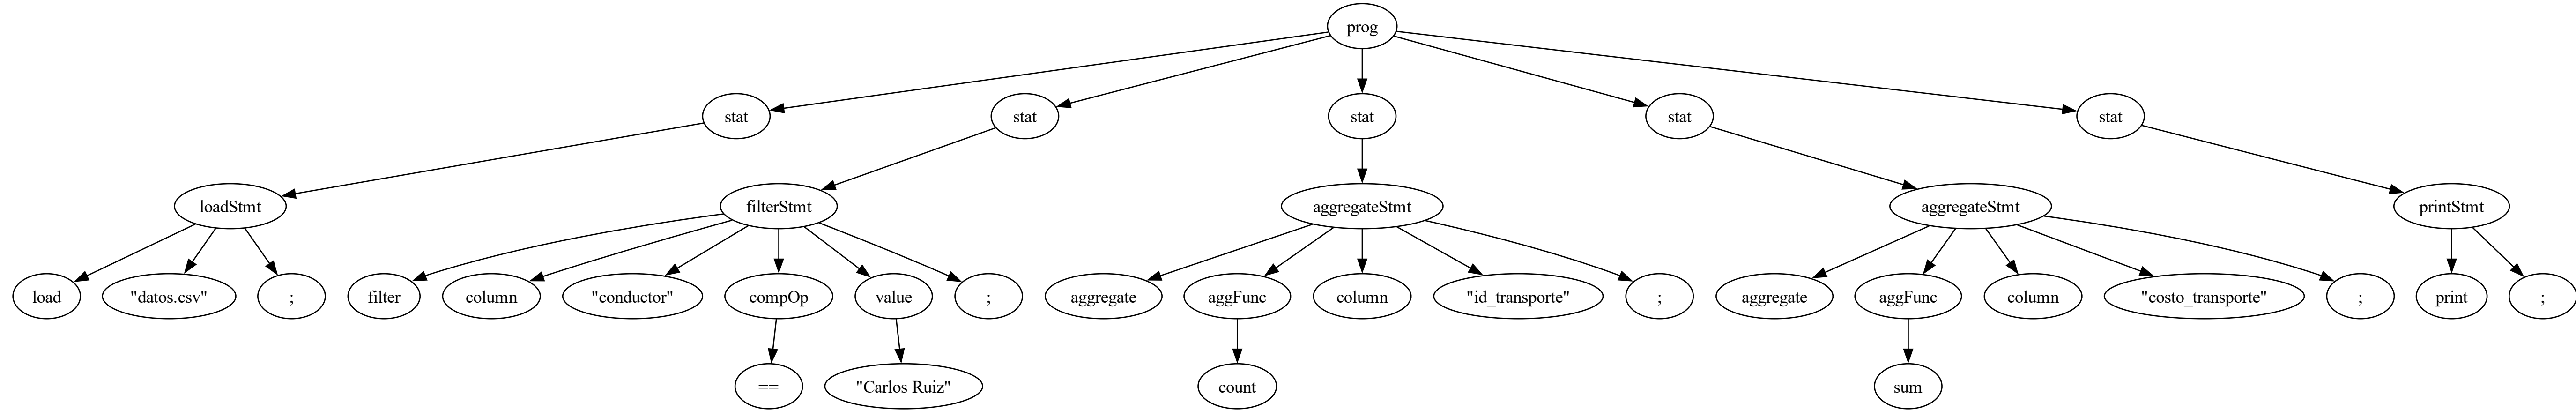 prog
stat stat stat stat stat
loadStmt filterStmt aggregateStmt aggregateStmt printStmt
load "datos.csv" ; filter column "conductor" compOp value ; aggregate aggFunc column "id_transporte" ; aggregate aggFunc column "costo_transporte" ; print ;
== "Carlos Ruiz" count sum